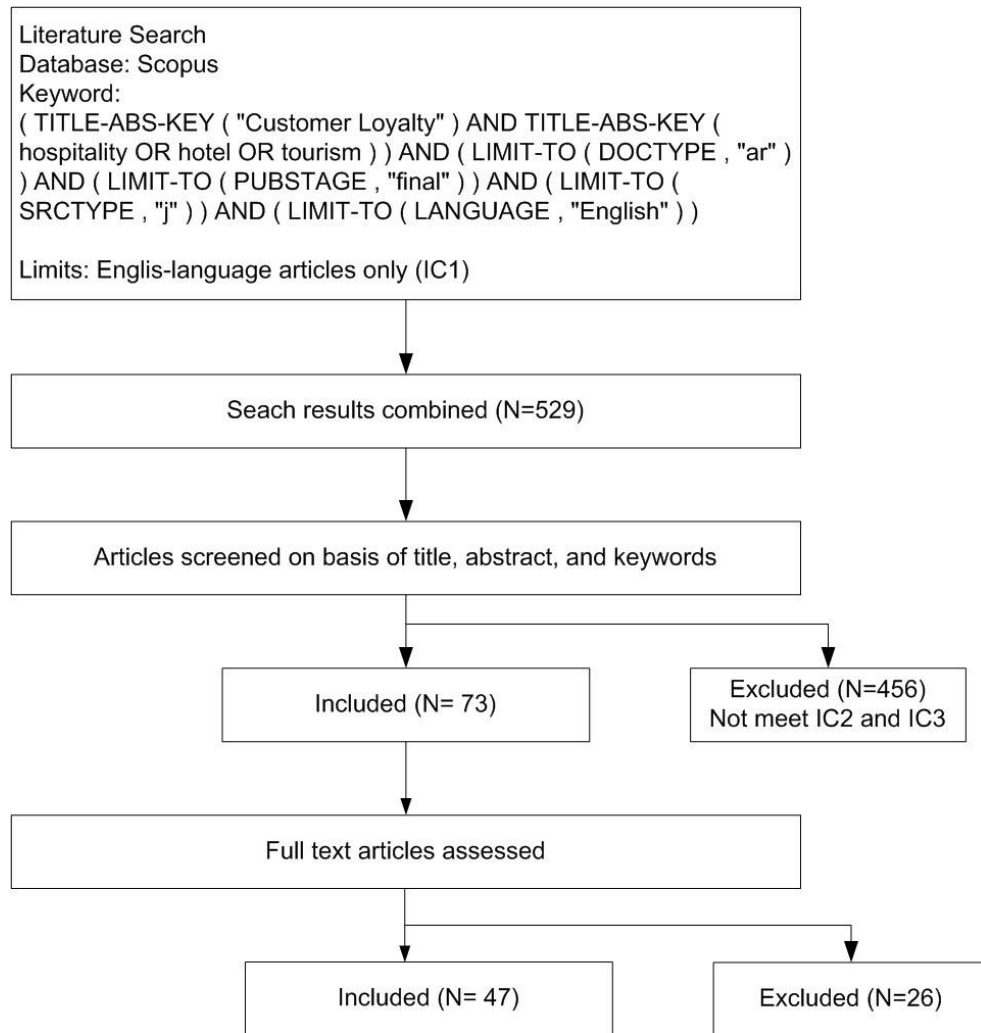 Literature Search
Database: Scopus
Keyword:
( TITLE-ABS-KEY ( "Customer Loyalty" ) AND TITLE-ABS-KEY (
hospitality OR hotel OR tourism ) ) AND ( LIMIT-TO ( DOCTYPE , "ar" )
) AND ( LIMIT-TO ( PUBSTAGE , "final" ) ) AND ( LIMIT-TO (
SRCTYPE , "j" ) ) AND ( LIMIT-TO ( LANGUAGE , "English" ) )
Limits: Englis-language articles only (IC1)
Seach results combined (N=529)
Articles screened on basis of title, abstract, and keywords
Included (N= 73)
Excluded (N=456)
Not meet IC2 and IC3
Full text articles assessed
Included (N= 47)
Excluded (N=26)